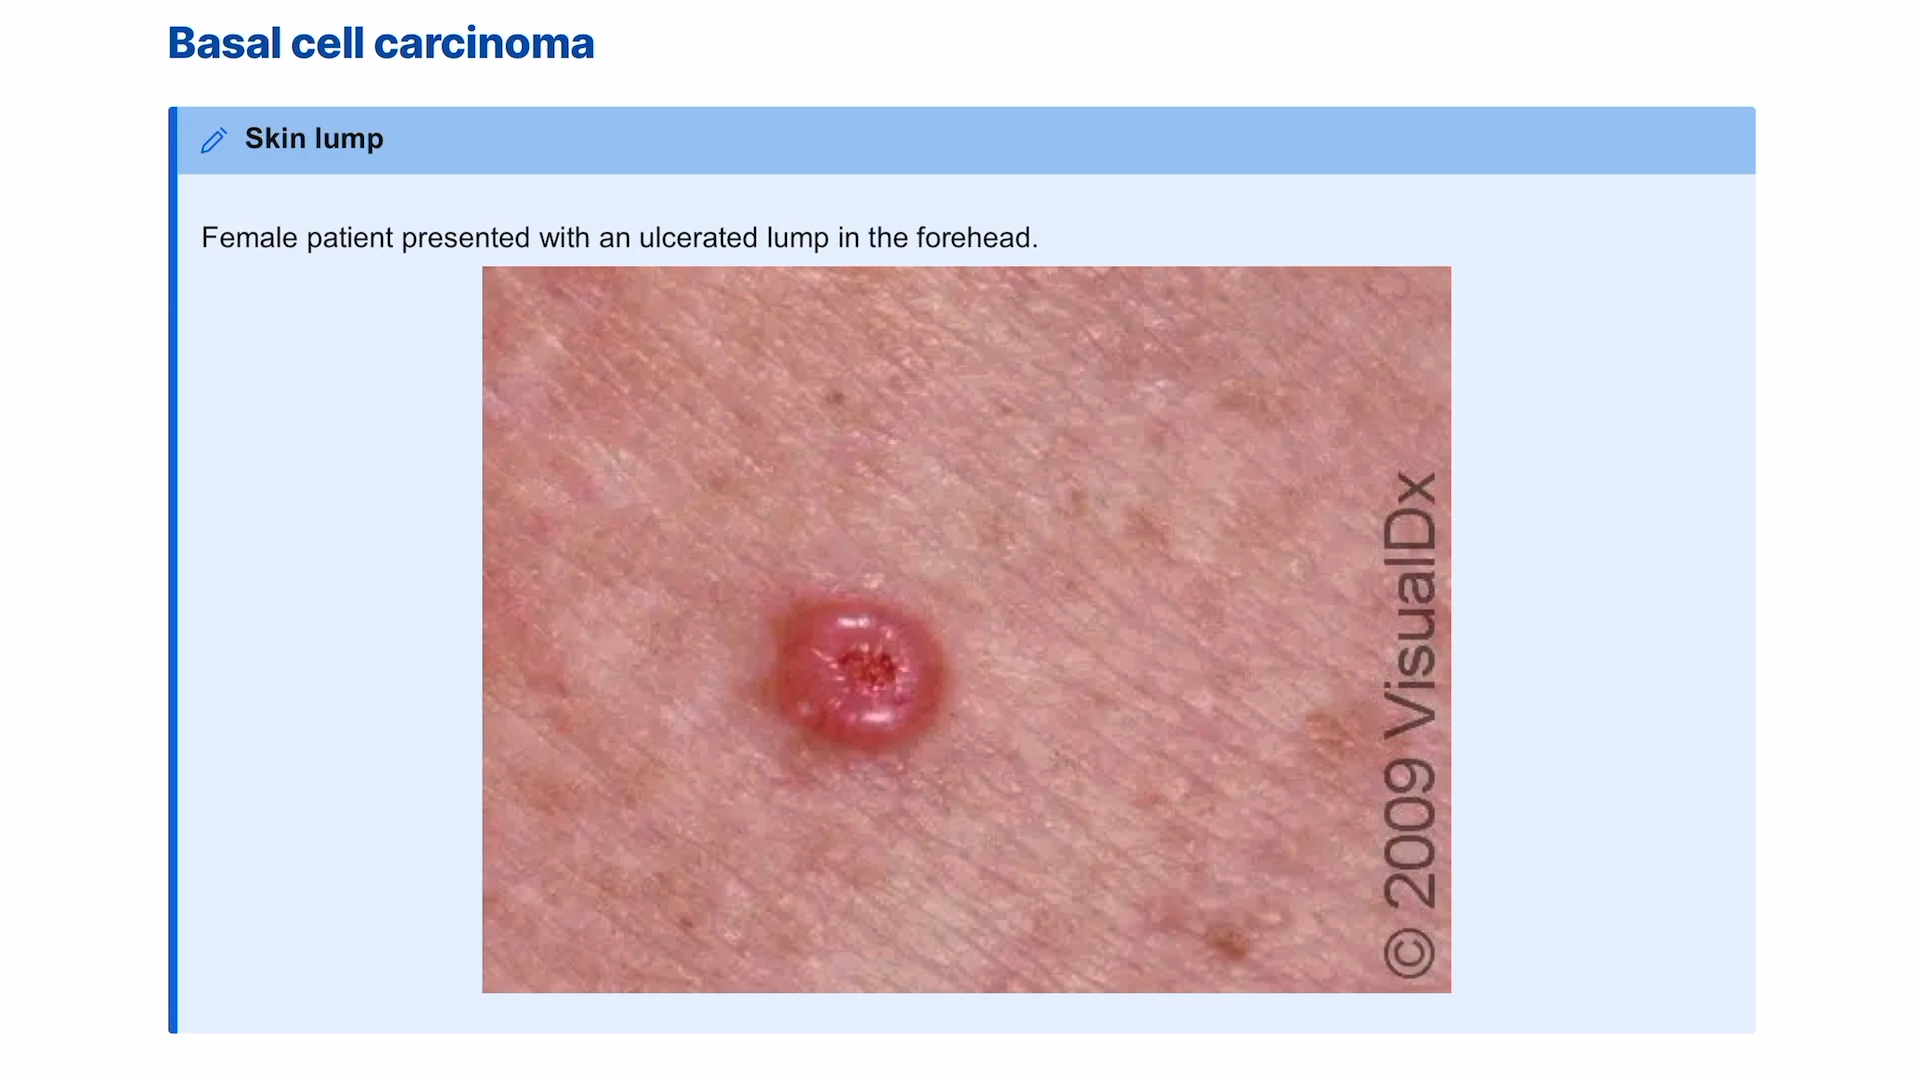 Basal cell carcinoma
Skin lump
Female patient presented with an ulcerated lump in the forehead.
© 2009 VisualDx